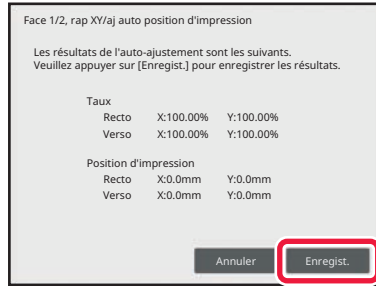 Face 1/2, rap XY/aj auto position d'impression
Les résultats de l'auto-ajustement sont les suivants.
Veuillez appuyer sur [Enregist.] pour enregistrer les résultats.
Taux
Recto X:100.00% Y:100.00%
Verso X:100.00% Y:100.00%
Position d'impression
Recto X:0.0mm Y:0.0mm
Verso X:0.0mm Y:0.0mm
Annuler Enregist.